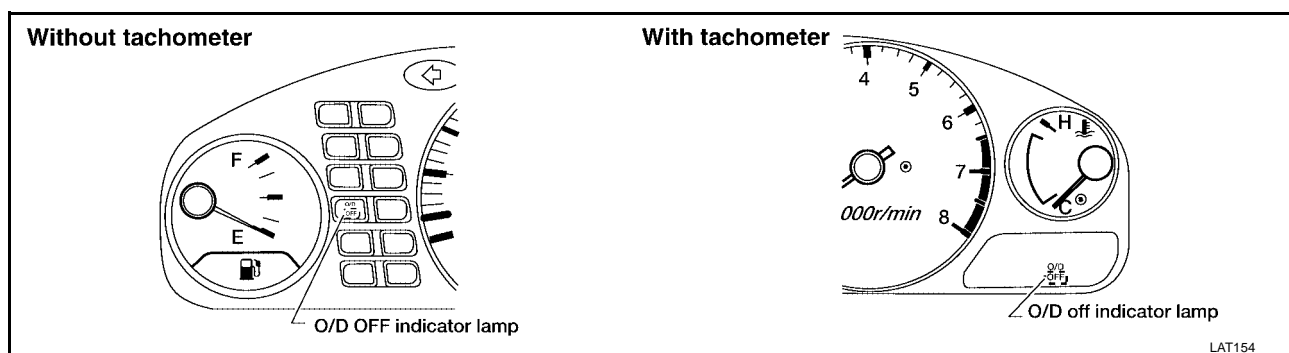 Without tachometer
F
E
O/D
OFF
O/D OFF indicator lamp
With tachometer
4
5
6
7
8
000r/min
H
C
O/D
OFF
O/D off indicator lamp
LAT154